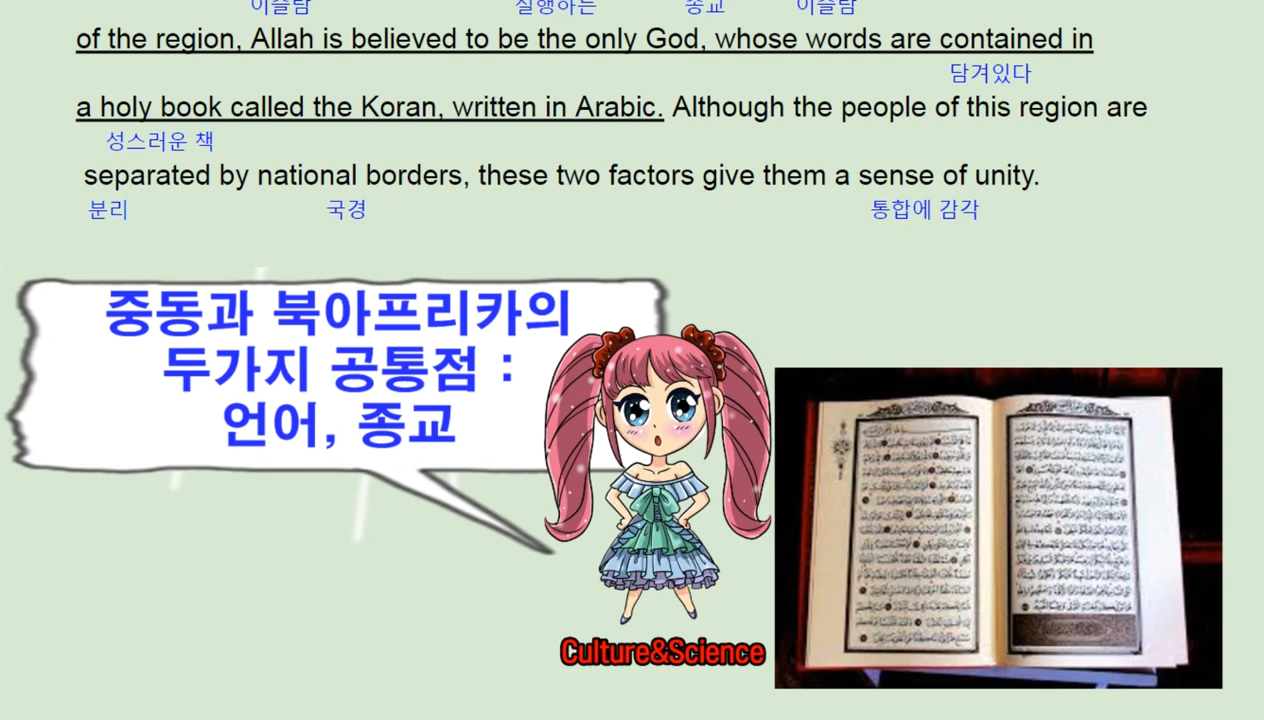 이슬람 실행하는 종교 이슬람
of the region, Allah is believed to be the only God, whose words are contained in
담겨있다
a holy book called the Koran, written in Arabic. Although the people of this region are
성스러운 책
separated by national borders, these two factors give them a sense of unity.
분리 국경 통합에 감각
중동과 북아프리카의
두가지 공통점 :
언어, 종교
Culture&Science